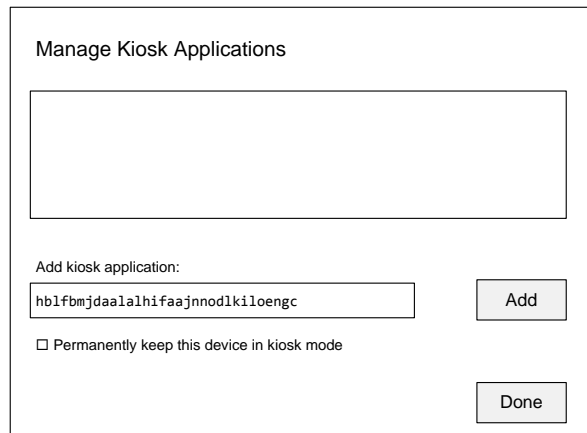 Manage Kiosk Applications
Add kiosk application:
hblfbmjdaalalhifaajnnodlkiloengc
Add
Permanently keep this device in kiosk mode
Done